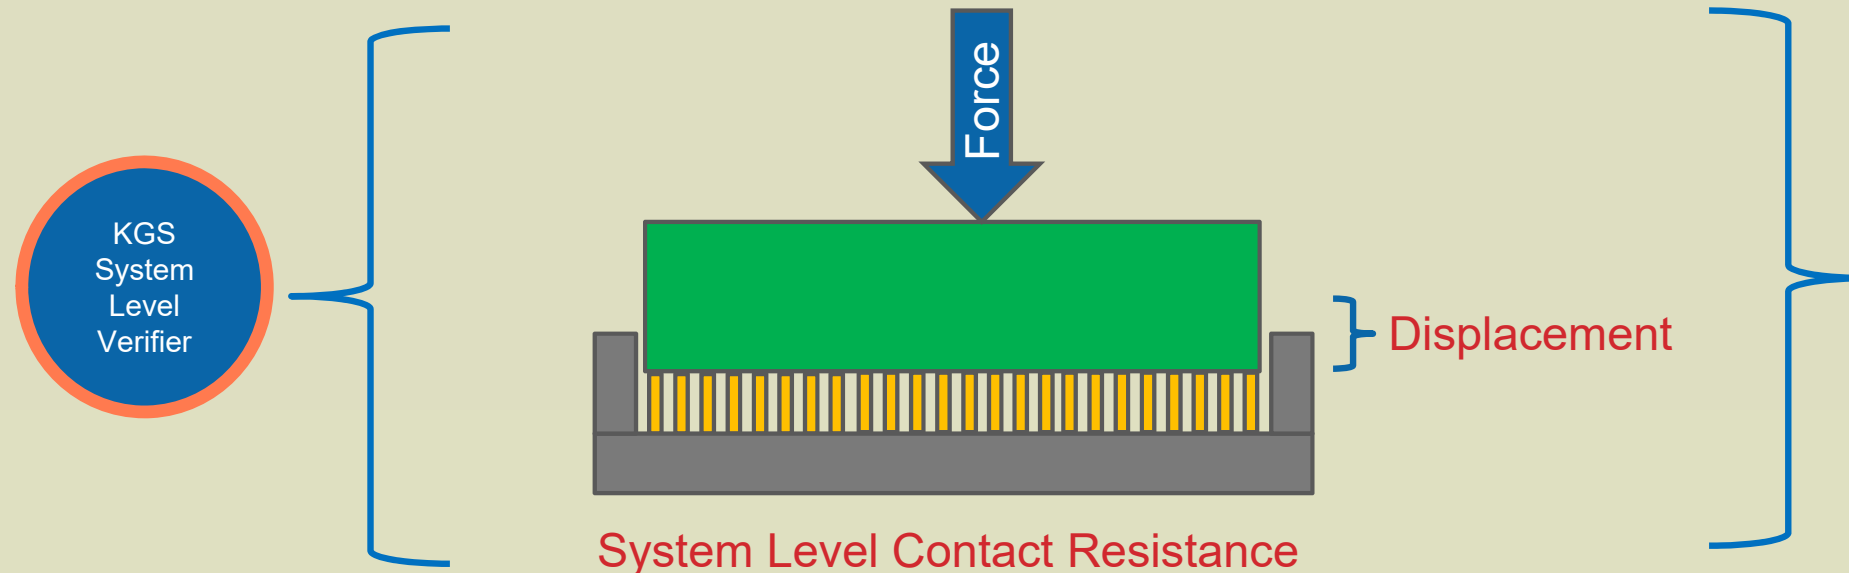 KGS
System
Level
Verifier
Force
Displacement
System Level Contact Resistance